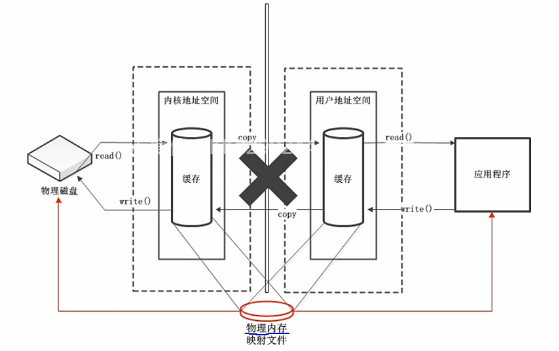 内核地址空间
用户地址空间
copy
read()
read()
物理磁盘
缓存
缓存
应用程序
write()
copy
write()
物理内存
映射文件